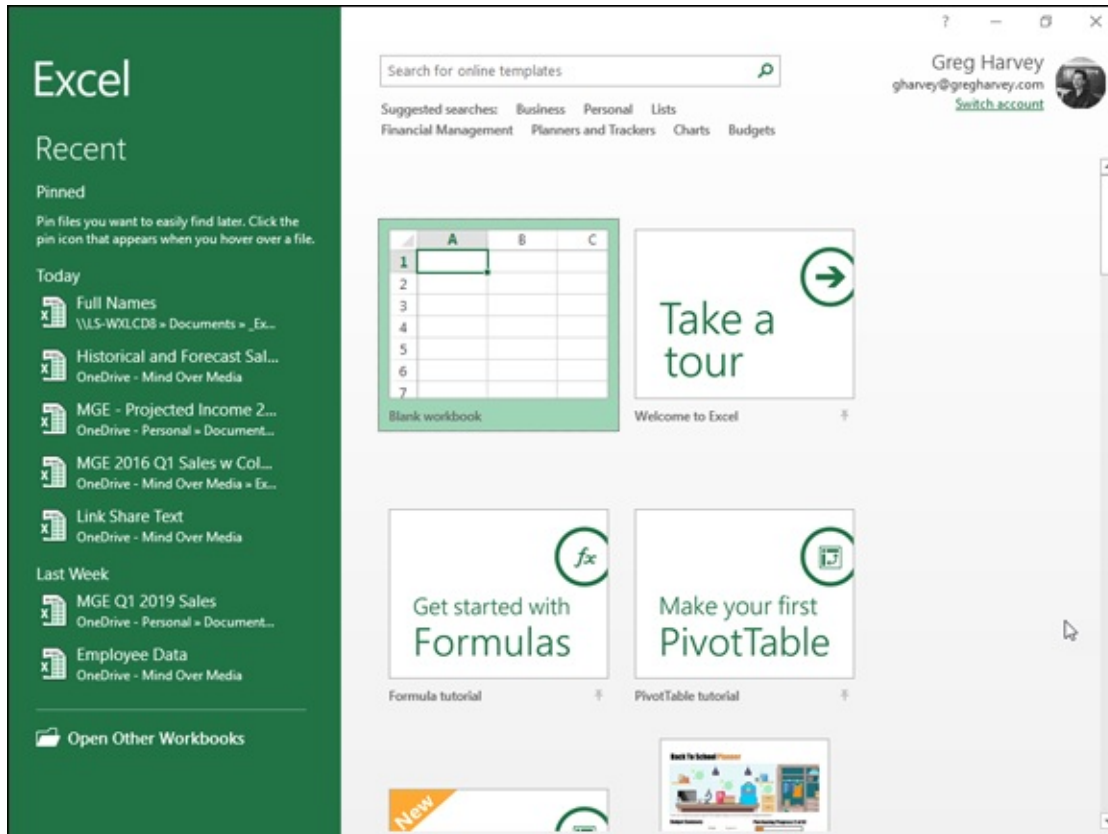 Excel
Recent
Pinned
Pin files you want to easily find later. Click the
pin icon that appears when you hover over a file.
Today
Full Names
\\LS-WXLCD8 » Documents » _Ex...
Historical and Forecast Sal...
OneDrive - Mind Over Media
MGE - Projected Income 2...
OneDrive - Personal » Document...
MGE 2016 Q1 Sales w Col...
OneDrive - Mind Over Media » Ex...
Link Share Text
OneDrive - Mind Over Media
Last Week
MGE Q1 2019 Sales
OneDrive - Personal » Document...
Employee Data
OneDrive - Mind Over Media
Open Other Workbooks
?
Search for online templates
Suggested searches: Business Personal Lists
Financial Management Planners and Trackers Charts Budgets
Greg Harvey
gharvey@gregharvey.com
Switch account
A B C
1
2
3
4
5
6
7
Blank workbook
Take a
tour
Welcome to Excel
fx
Get started with
Formulas
Formula tutorial
Make your first
PivotTable
PivotTable tutorial
New
Back To School Planner